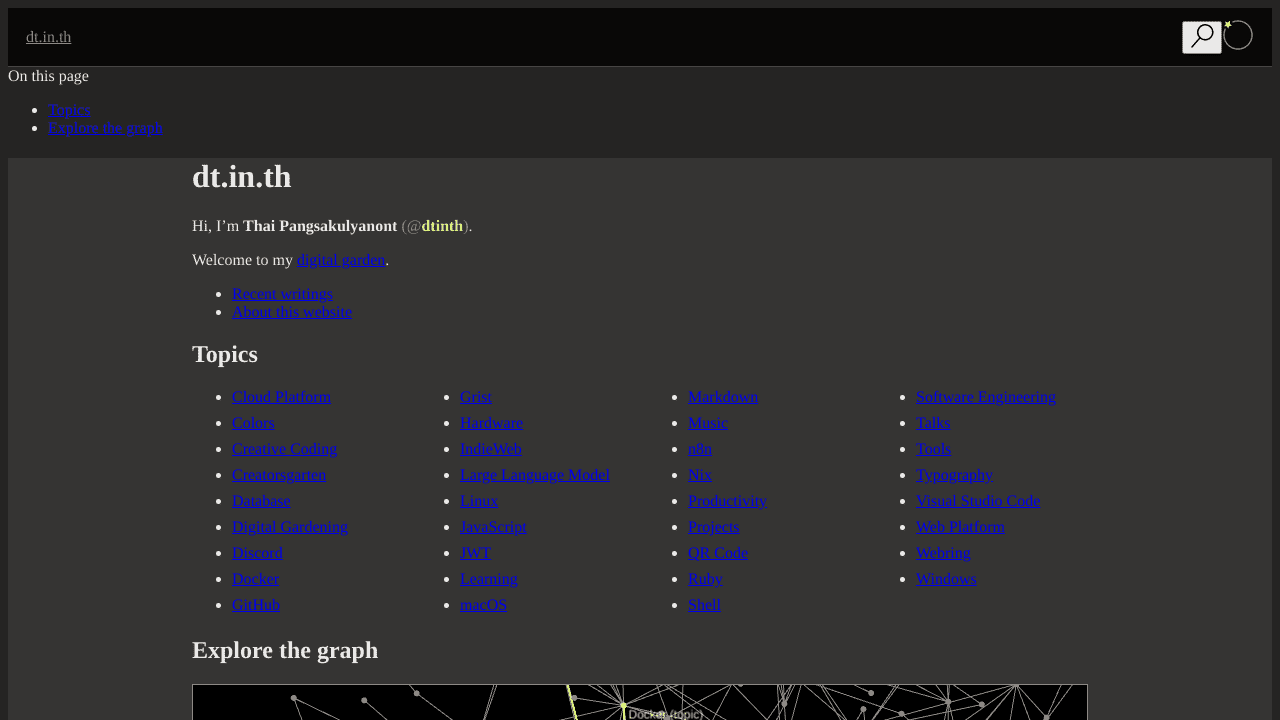 dt.in.th
On this page
Topics
Explore the graph
dt.in.th
Hi, I’m Thai Pangsakulyanont (@dtinth).
Welcome to my digital garden.
Recent writings
About this website
Topics
Cloud Platform
Colors
Creative Coding
Creatorsgarten
Database
Digital Gardening
Discord
Docker
GitHub
Grist
Hardware
IndieWeb
Large Language Model
Linux
JavaScript
JWT
Learning
macOS
Markdown
Music
n8n
Nix
Productivity
Projects
QR Code
Ruby
Shell
Software Engineering
Talks
Tools
Typography
Visual Studio Code
Web Platform
Webring
Windows
Explore the graph
Docker (topic)